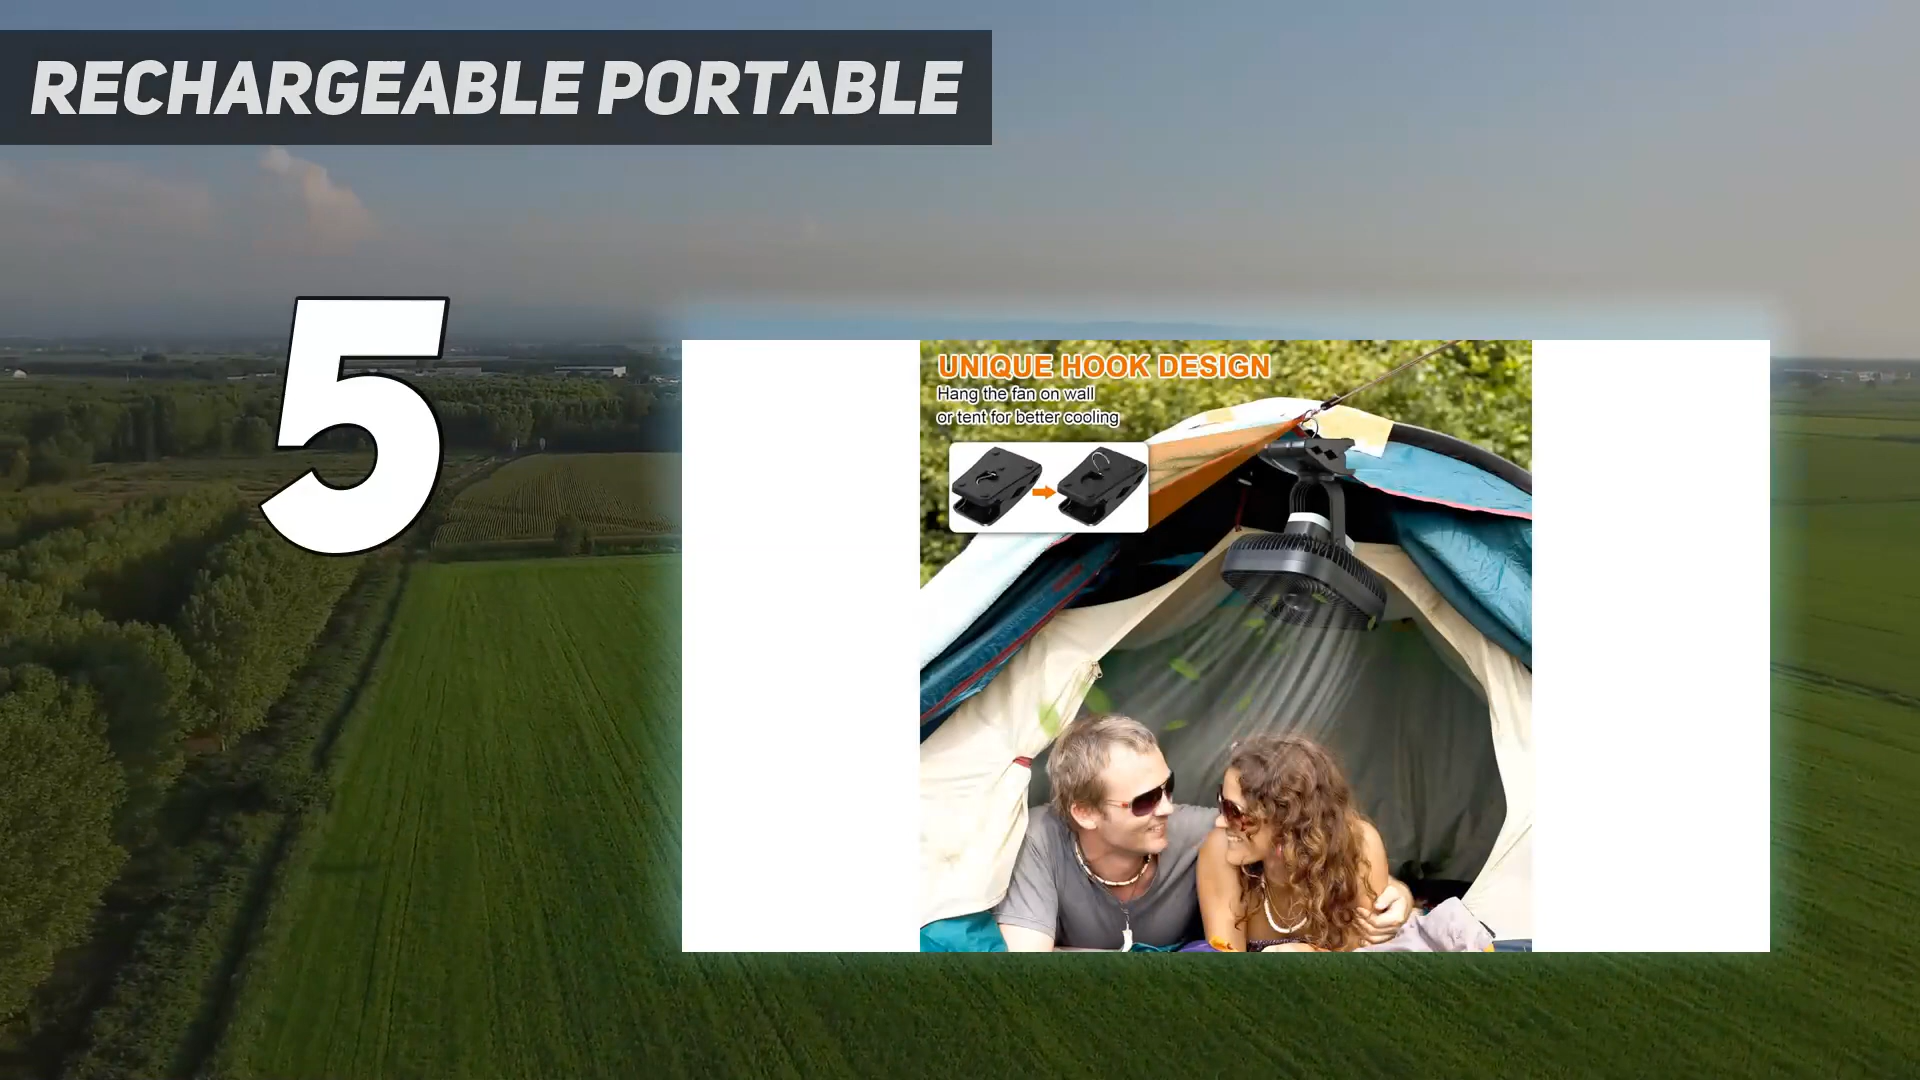 RECHARGEABLE PORTABLE
5
UNIQUE HOOK DESIGN
Hang the fan on wall
or tent for better cooling